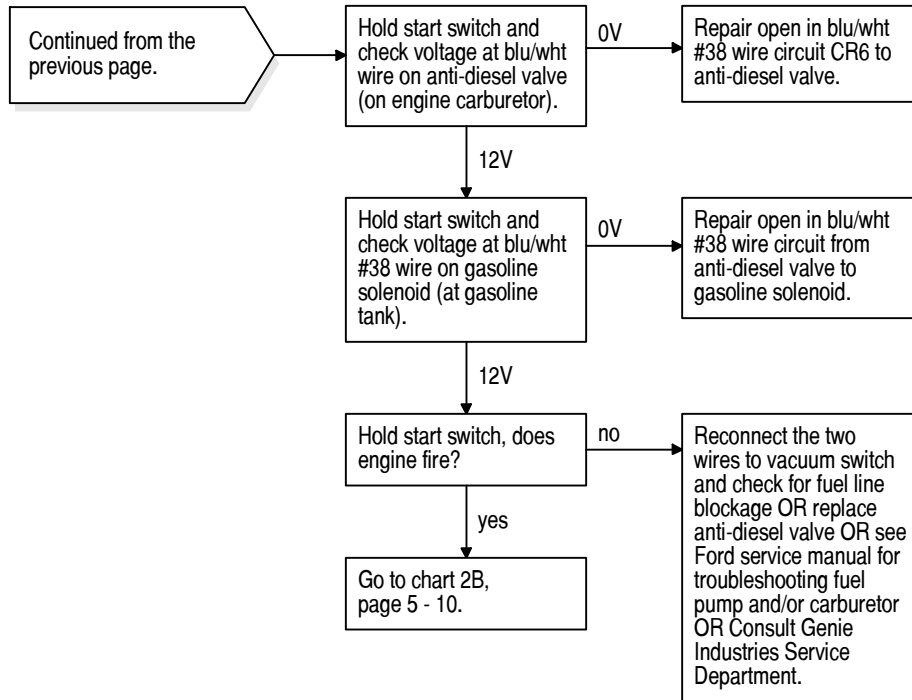 Continued from the
previous page.
Hold start switch and
check voltage at blu/wht
wire on anti-diesel valve
(on engine carburetor).
0V
Repair open in blu/wht
#38 wire circuit CR6 to
anti-diesel valve.
12V
Hold start switch and
check voltage at blu/wht
#38 wire on gasoline
solenoid (at gasoline
tank).
0V
Repair open in blu/wht
#38 wire circuit from
anti-diesel valve to
gasoline solenoid.
12V
Hold start switch, does
engine fire?
no
Reconnect the two
wires to vacuum switch
and check for fuel line
blockage OR replace
anti-diesel valve OR see
Ford service manual for
troubleshooting fuel
pump and/or carburetor
OR Consult Genie
Industries Service
Department.
yes
Go to chart 2B,
page 5 - 10.